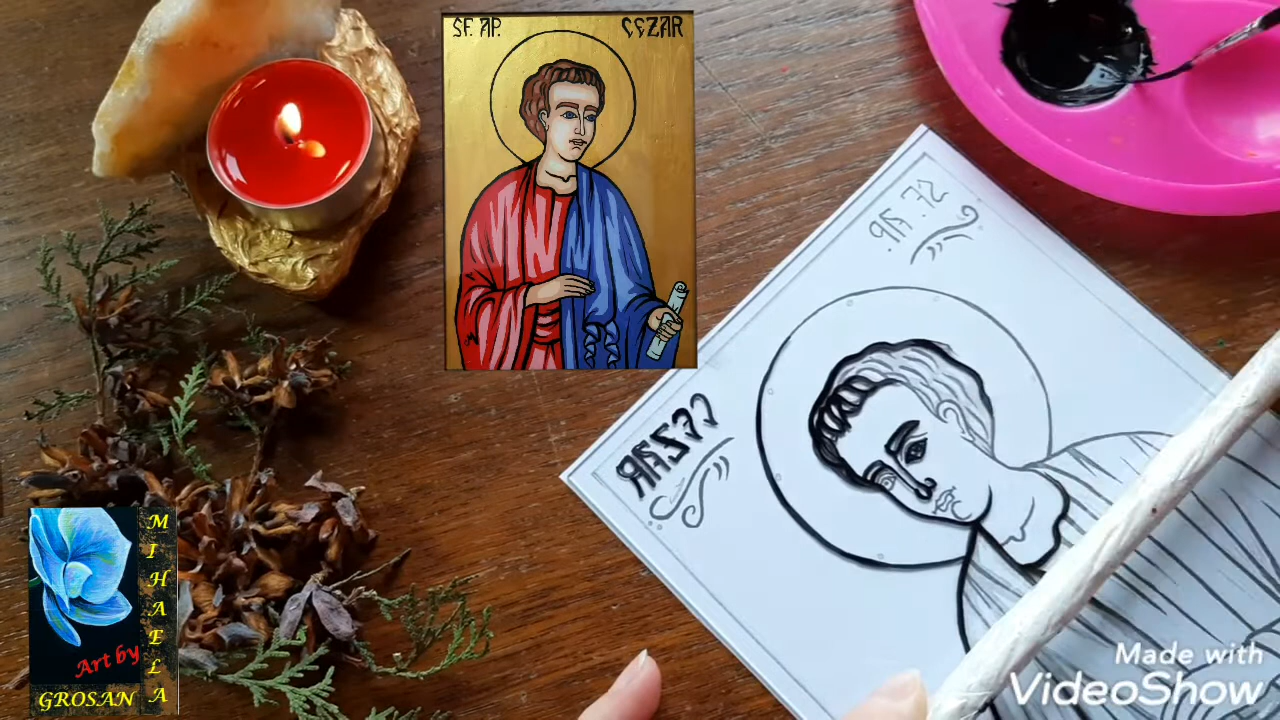 SF. AP. CEZAR
SF. AP.
CEZAR
Art by
GROSAN
MIHAELA
Made with
VideoShow